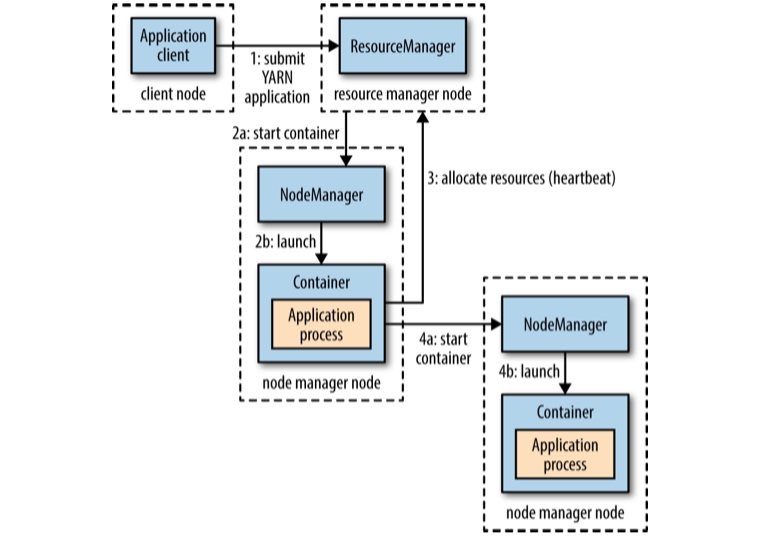 Application
client
client node
1: submit
YARN
application
ResourceManager
resource manager node
2a: start container
NodeManager
2b: launch
Container
Application
process
node manager node
3: allocate resources (heartbeat)
4a: start
container
NodeManager
4b: launch
Container
Application
process
node manager node